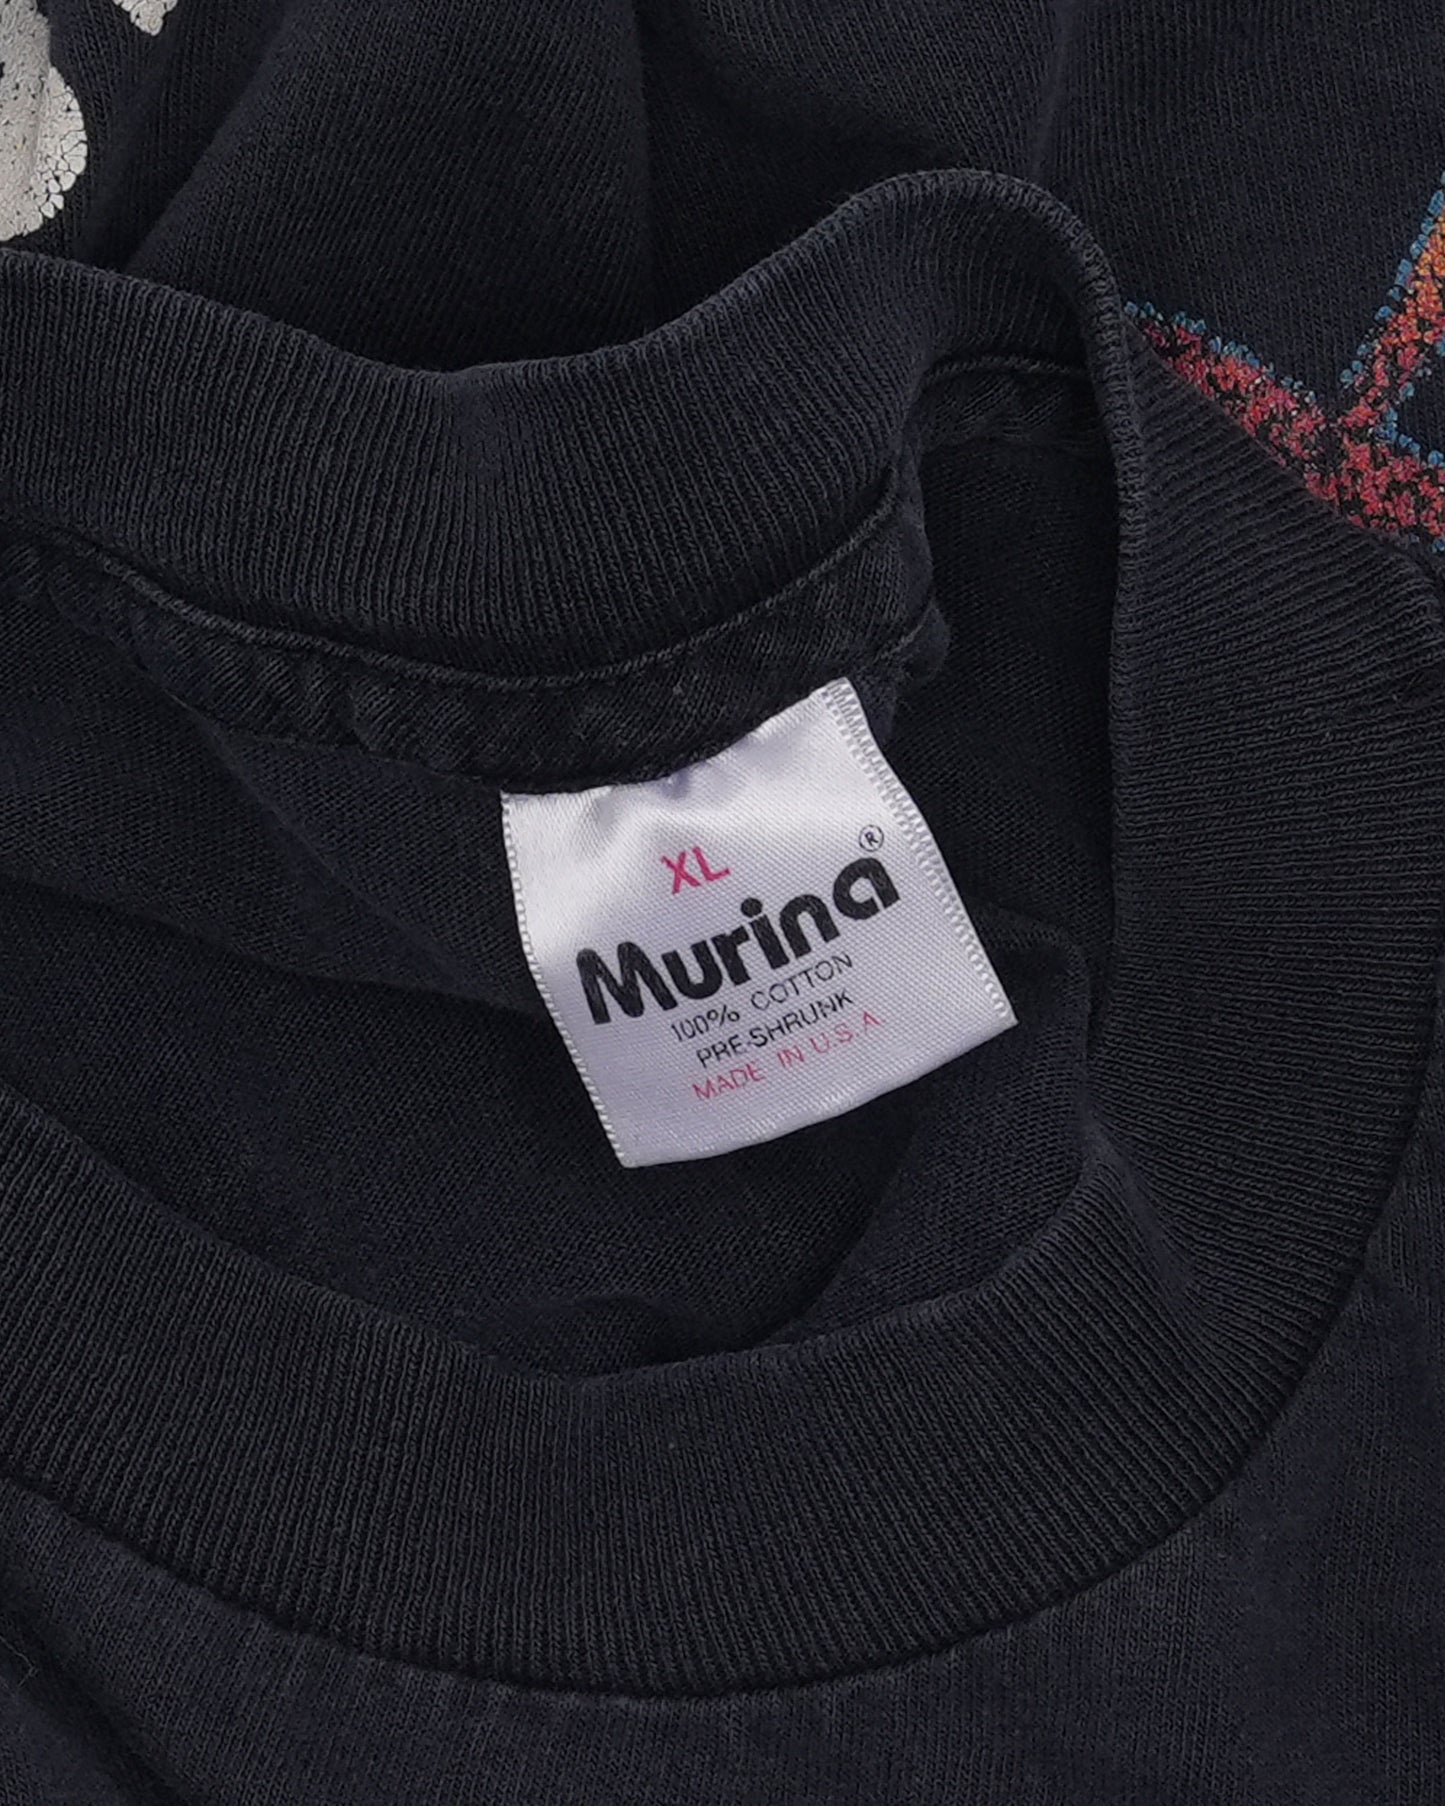 XL
Murina®
100% COTTON
PRE-SHRUNK
MADE IN U.S.A.